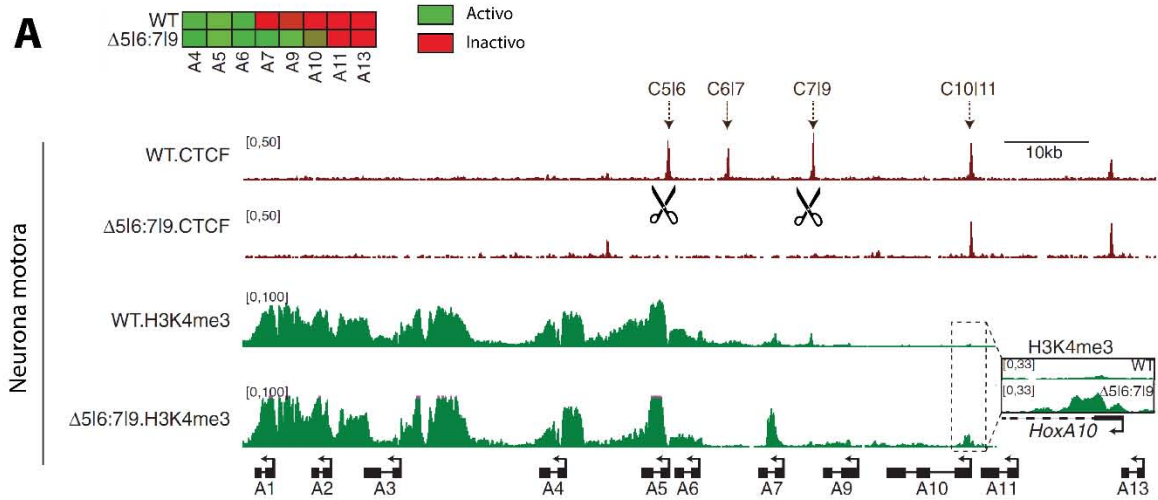 A
WT
Δ5|6:7|9
A4 A5 A6 A7 A9 A10 A11 A13
Activo
Inactivo
C5|6 C6|7 C7|9 C10|11
10kb
Neurona motora
WT.CTCF
[0,50]
Δ5|6:7|9.CTCF
[0,50]
WT.H3K4me3
[0,100]
Δ5|6:7|9.H3K4me3
[0,100]
H3K4me3
[0,33] WT
[0,33] Δ5|6:7|9
HoxA10
A1 A2 A3 A4 A5 A6 A7 A9 A10 A11 A13